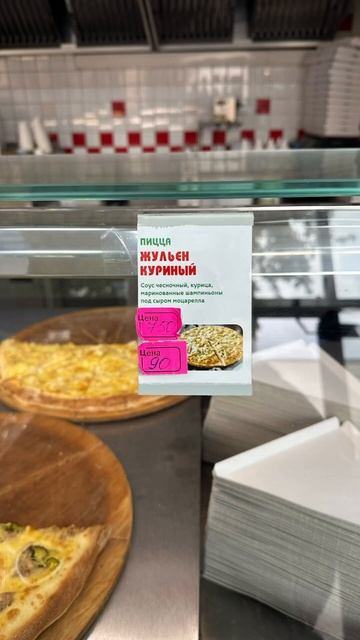 ПИЦЦА
ЖУЛЬЕН
КУРИНЫЙ
Соус чесночный, курица,
маринованные шампиньоны
под сыром моцарелла
Цена
750
Цена
90